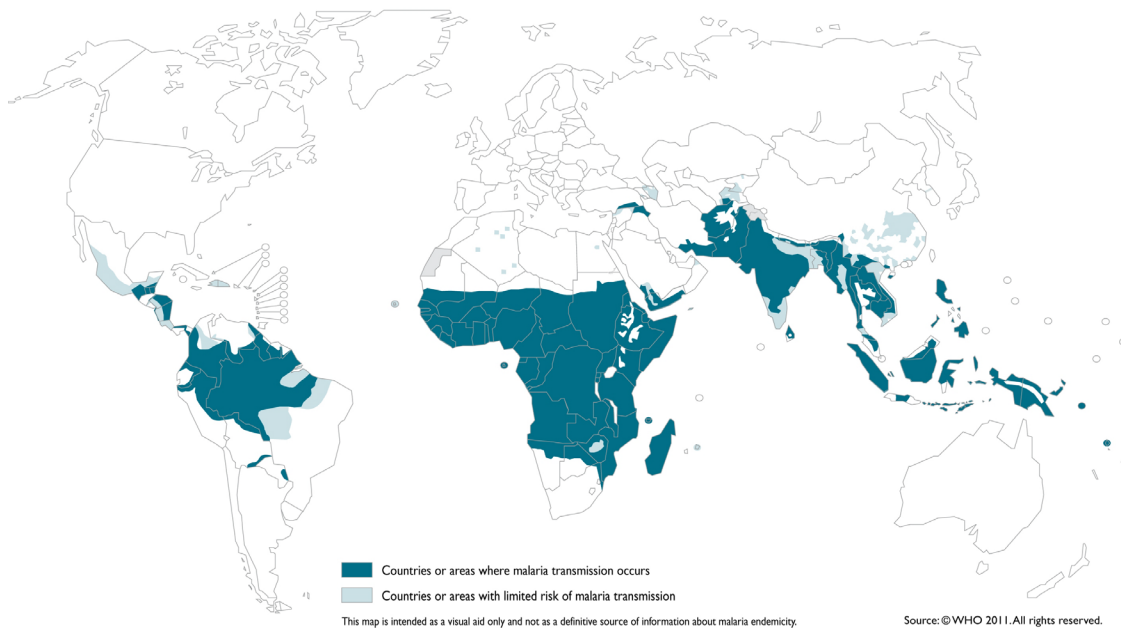 Countries or areas where malaria transmission occurs
Countries or areas with limited risk of malaria transmission
This map is intended as a visual aid only and not as a definitive source of information about malaria endemicity.
Source: © WHO 2011. All rights reserved.